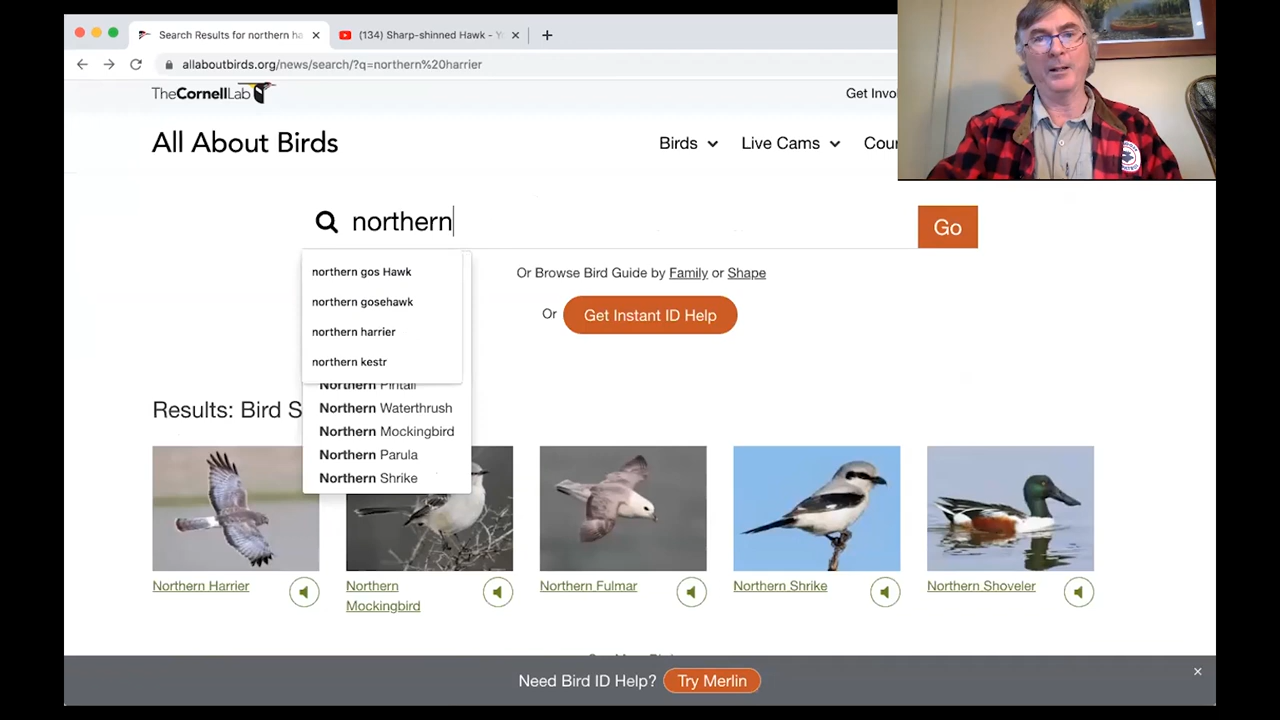 Search Results for northern ha
(134) Sharp-shinned Hawk - Y
allaboutbirds.org/news/search/?q=northern%20harrier
TheCornellLab
Get Invol
All About Birds
Birds
Live Cams
Cour
northern
Go
northern gos Hawk
northern gosehawk
northern harrier
northern kestr
Or Browse Bird Guide by Family or Shape
Or
Get Instant ID Help
Northern Pintail
Northern Waterthrush
Northern Mockingbird
Northern Parula
Northern Shrike
Results: Bird S
Northern Harrier
Northern
Mockingbird
Northern Fulmar
Northern Shrike
Northern Shoveler
Need Bird ID Help?
Try Merlin